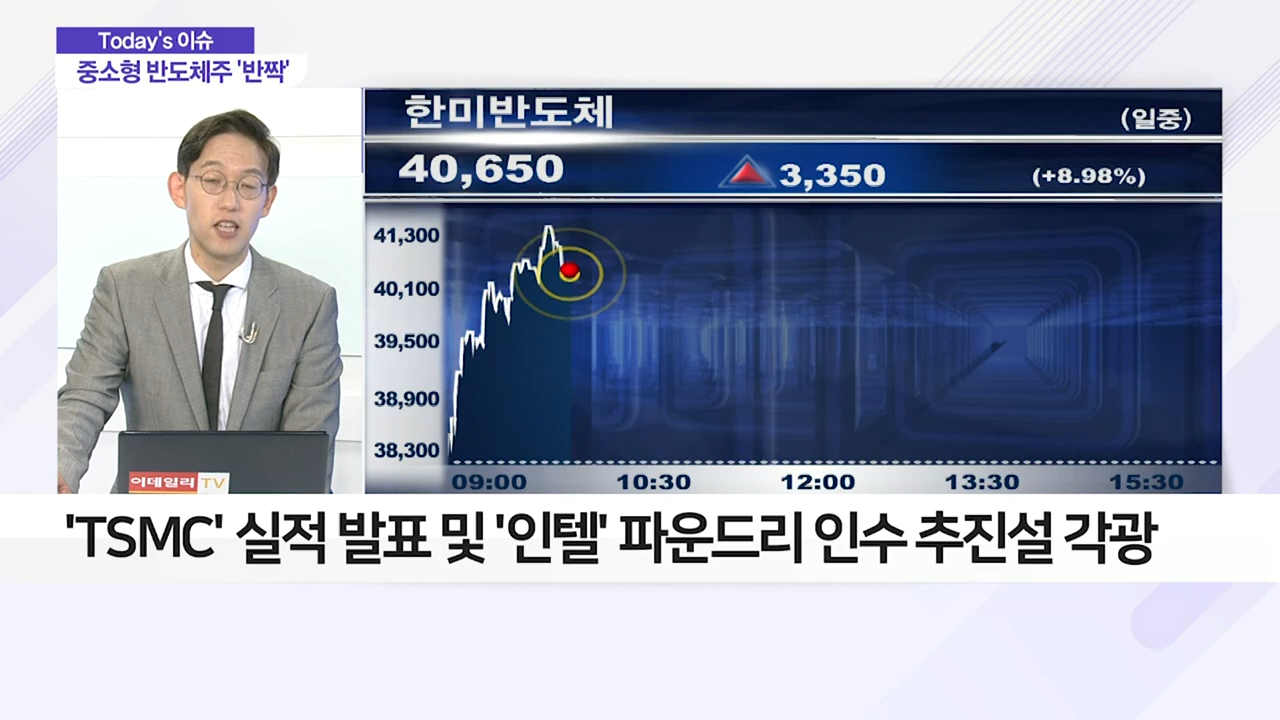 Today's 이슈
중소형 반도체주 '반짝'
한미반도체
(일중)
40,650
3,350
(+8.98%)
41,300
40,100
39,500
38,900
38,300
09:00
10:30
12:00
13:30
15:30
이데일리 TV
'TSMC' 실적 발표 및 '인텔' 파운드리 인수 추진설 각광